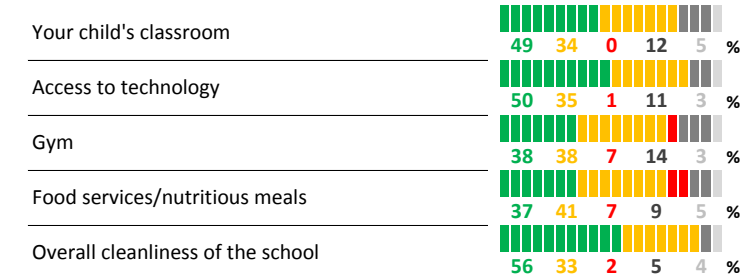 Your child's classroom
49 34 0 12 5 %
Access to technology
50 35 1 11 3 %
Gym
38 38 7 14 3 %
Food services/nutritious meals
37 41 7 9 5 %
Overall cleanliness of the school
56 33 2 5 4 %